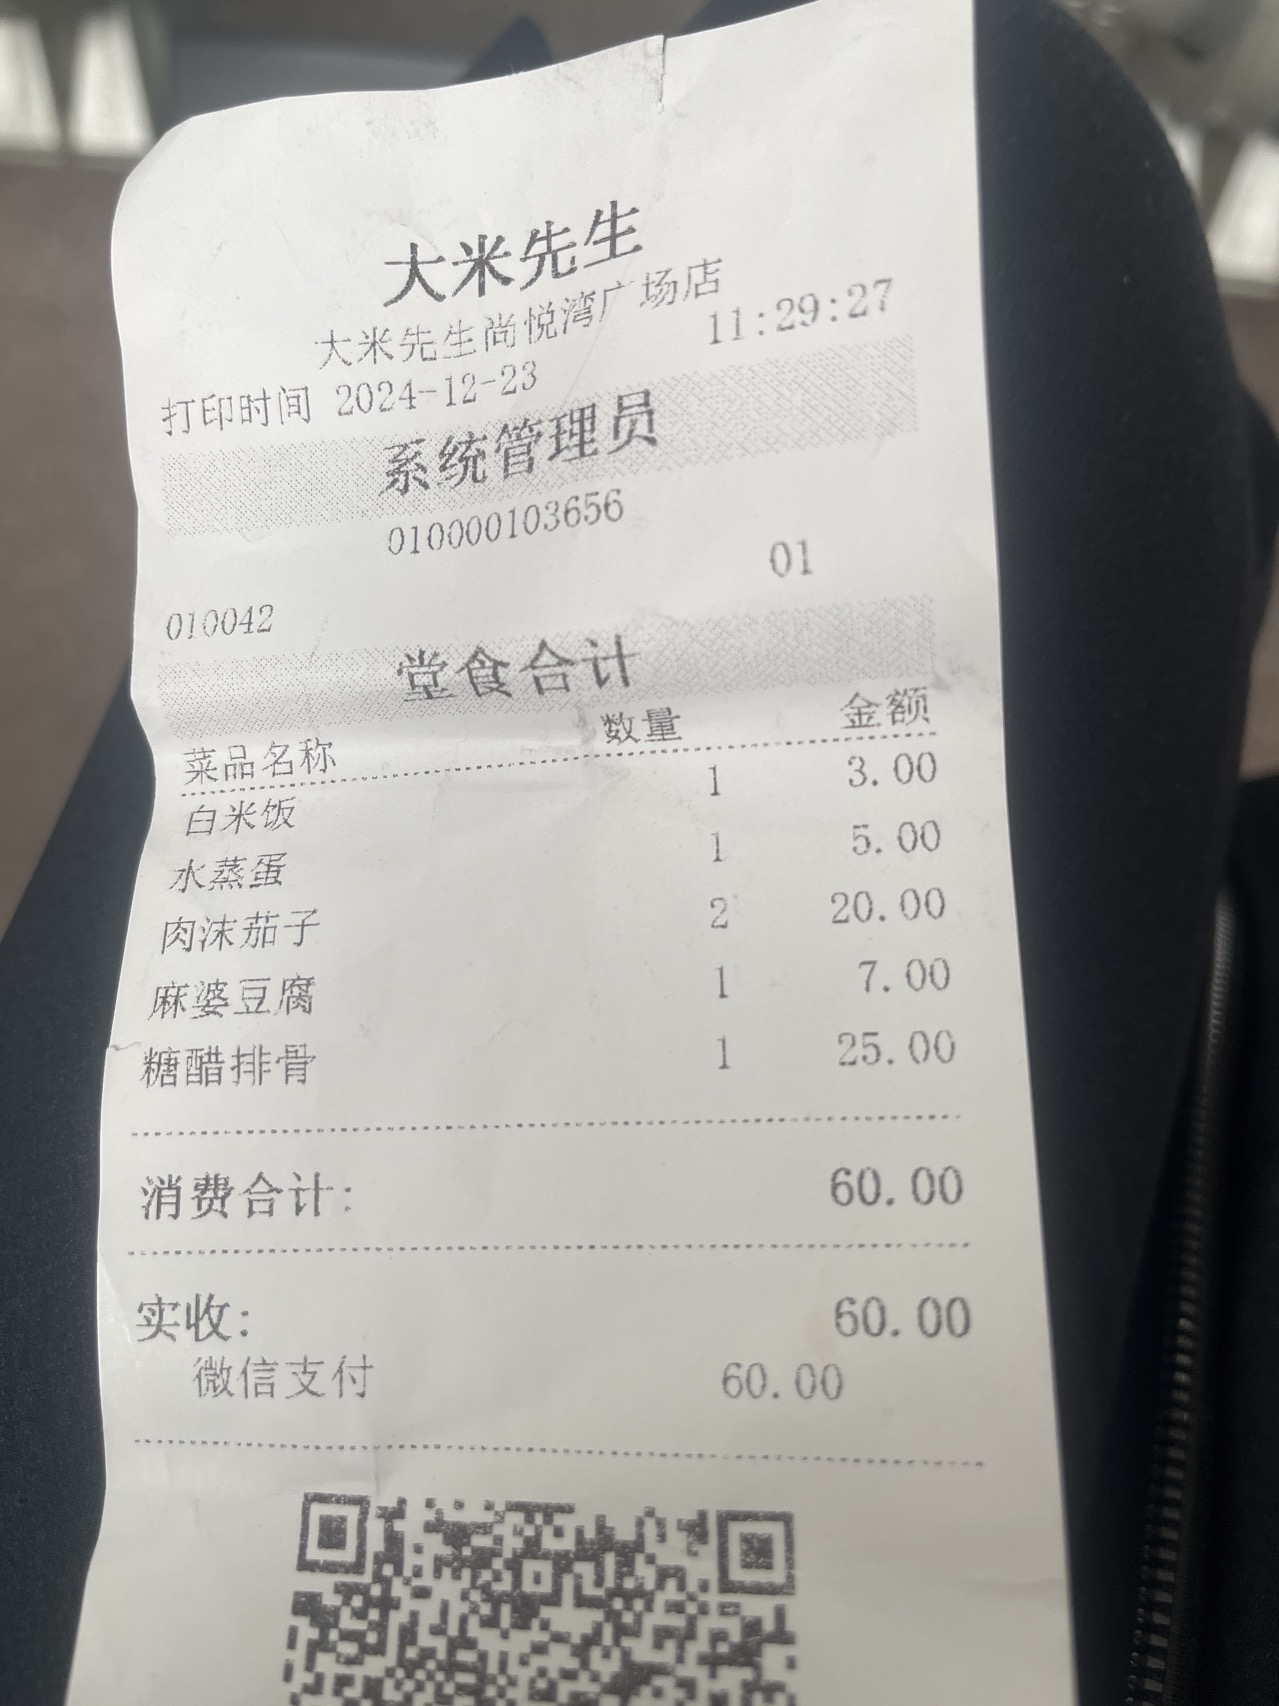 大米先生
大米先生尚悦湾广场店
打印时间 2024-12-23 11:29:27
系统管理员
010000103656
010042 01
堂食合计
菜品名称 数量 金额
白米饭 1 3.00
水蒸蛋 1 5.00
肉沫茄子 2 20.00
麻婆豆腐 1 7.00
糖醋排骨 1 25.00
消费合计: 60.00
实收: 60.00
微信支付 60.00